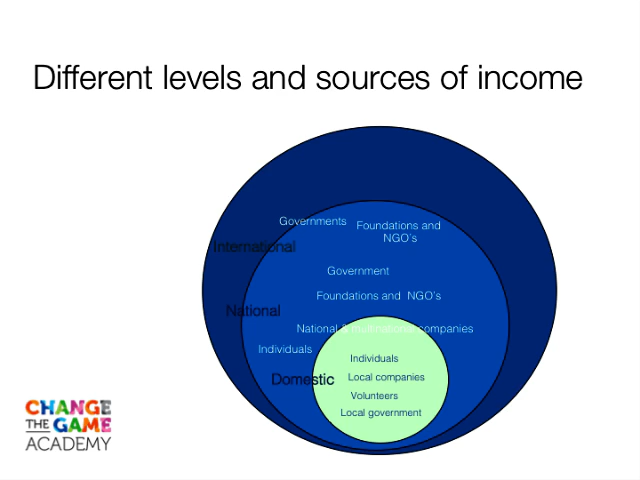 Different levels and sources of income
Governments
Foundations and
NGO's
International
Government
Foundations and NGO's
National
National & multinational companies
Individuals
Individuals
Domestic
Local companies
Volunteers
Local government
CHANGE
THE GAME
ACADEMY